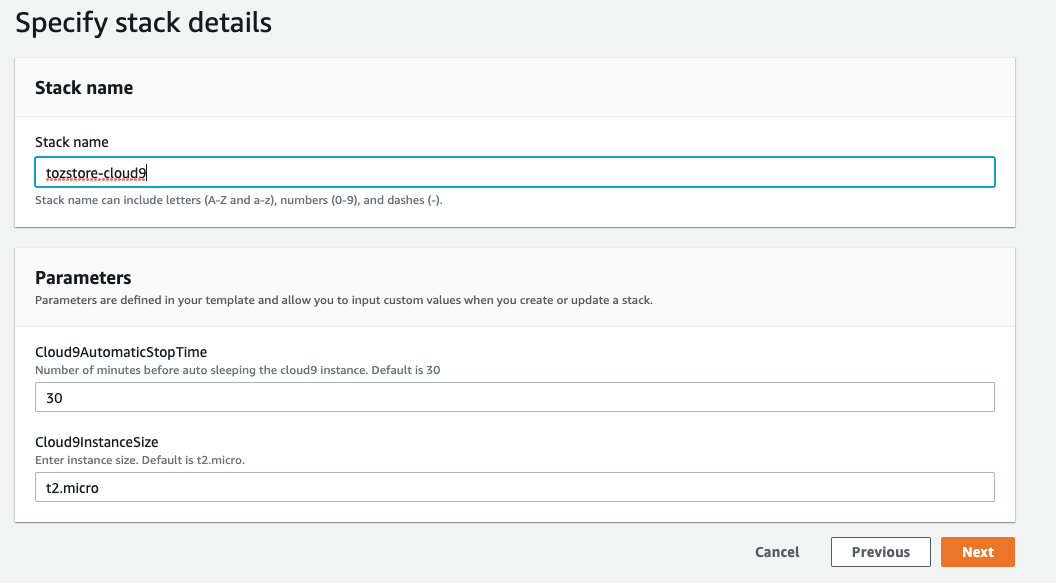 Specify stack details
Stack name
Stack name
tozstore-cloud9
Stack name can include letters (A-Z and a-z), numbers (0-9), and dashes (-).
Parameters
Parameters are defined in your template and allow you to input custom values when you create or update a stack.
Cloud9AutomaticStopTime
Number of minutes before auto sleeping the cloud9 instance. Default is 30
30
Cloud9InstanceSize
Enter instance size. Default is t2.micro.
t2.micro
Cancel
Previous
Next